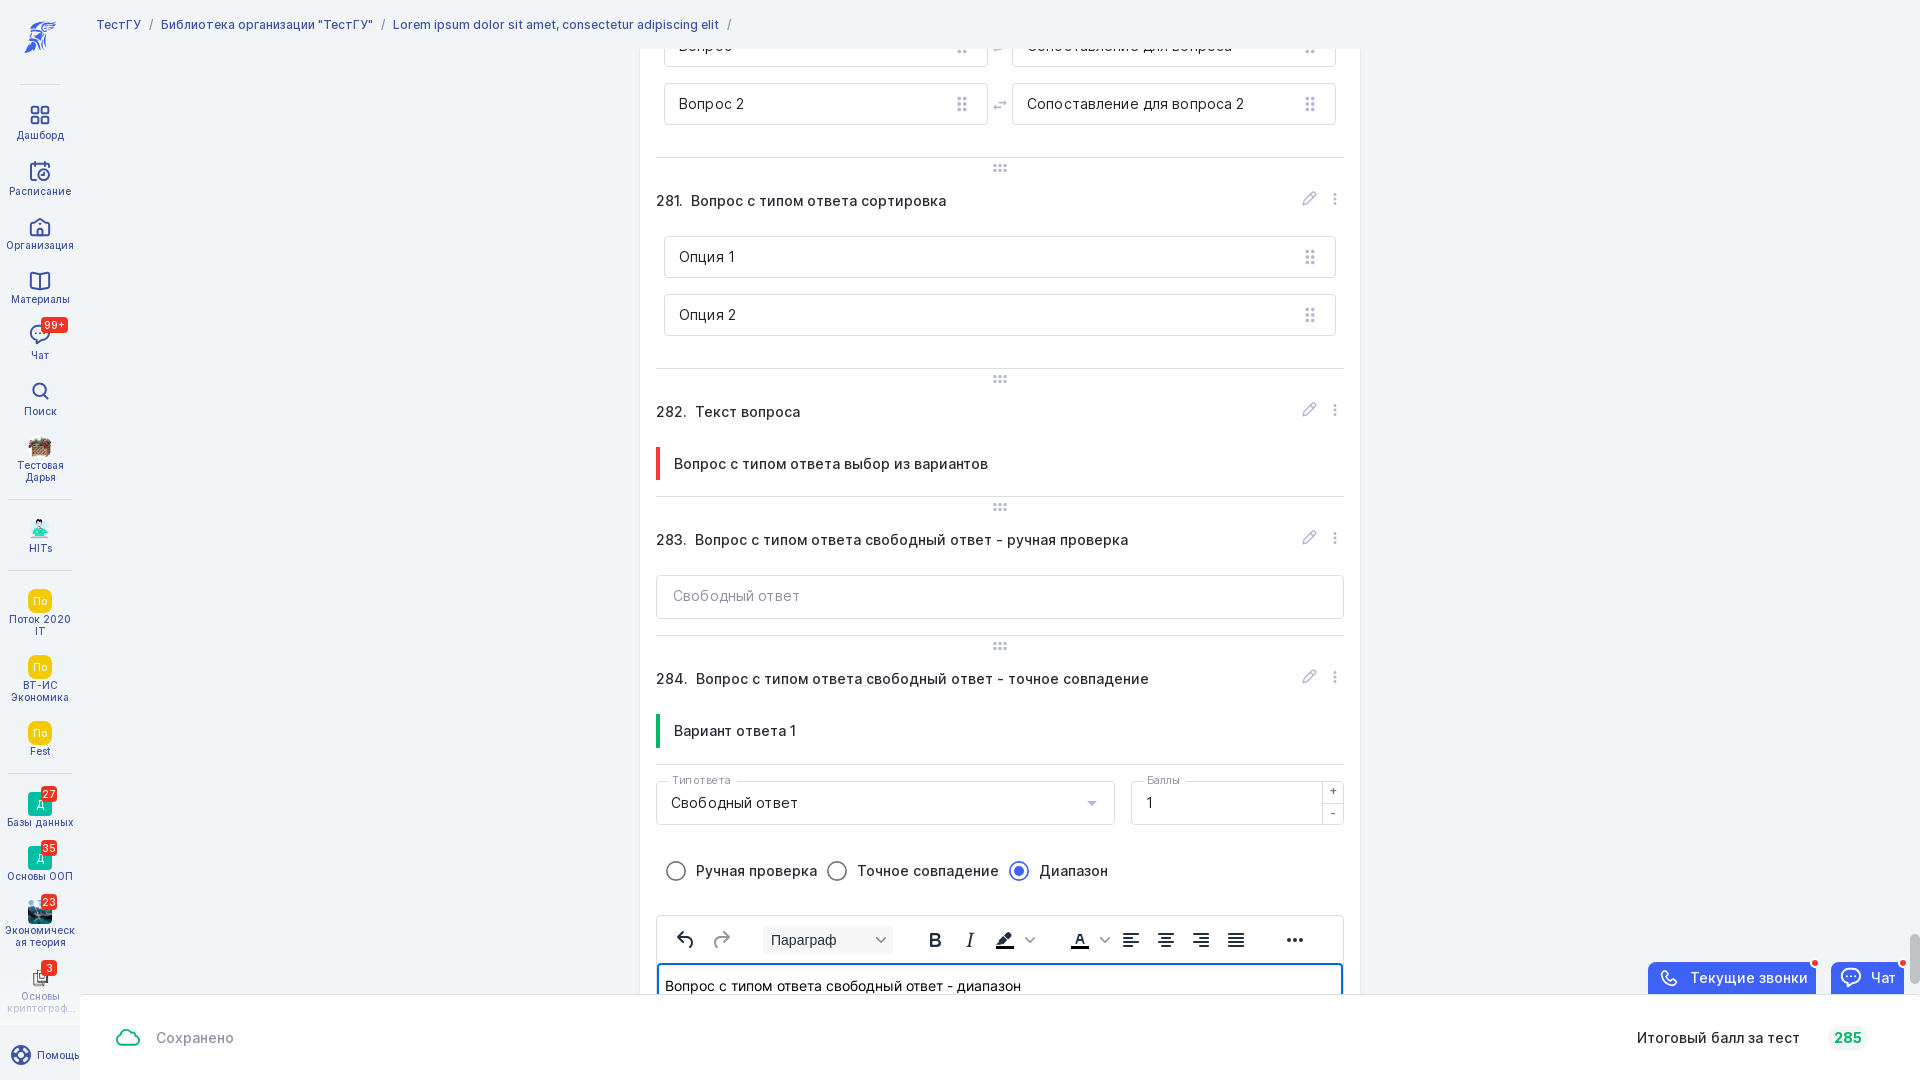 ТестГУ / Библиотека организации "ТестГУ" / Lorem ipsum dolor sit amet, consectetur adipiscing elit /
Дашборд
Расписание
Организация
Материалы
99+
Чат
Поиск
Тестовая
Дарья
HITs
По
Поток 2020
IT
По
ВТ-ИС
Экономика
По
Fest
27
Д
Базы данных
35
Д
Основы ООП
23
Экономическ
ая теория
3
Основы
криптограф...
Помощь
Вопрос
Сопоставление для вопроса
Вопрос 2
Сопоставление для вопроса 2
281. Вопрос с типом ответа сортировка
Опция 1
Опция 2
282. Текст вопроса
Вопрос с типом ответа выбор из вариантов
283. Вопрос с типом ответа свободный ответ - ручная проверка
Свободный ответ
284. Вопрос с типом ответа свободный ответ - точное совпадение
Вариант ответа 1
Тип ответа
Свободный ответ
Баллы
1
+
-
Ручная проверка
Точное совпадение
Диапазон
Параграф
Вопрос с типом ответа свободный ответ - диапазон
Текущие звонки
Чат
Сохранено
Итоговый балл за тест 285